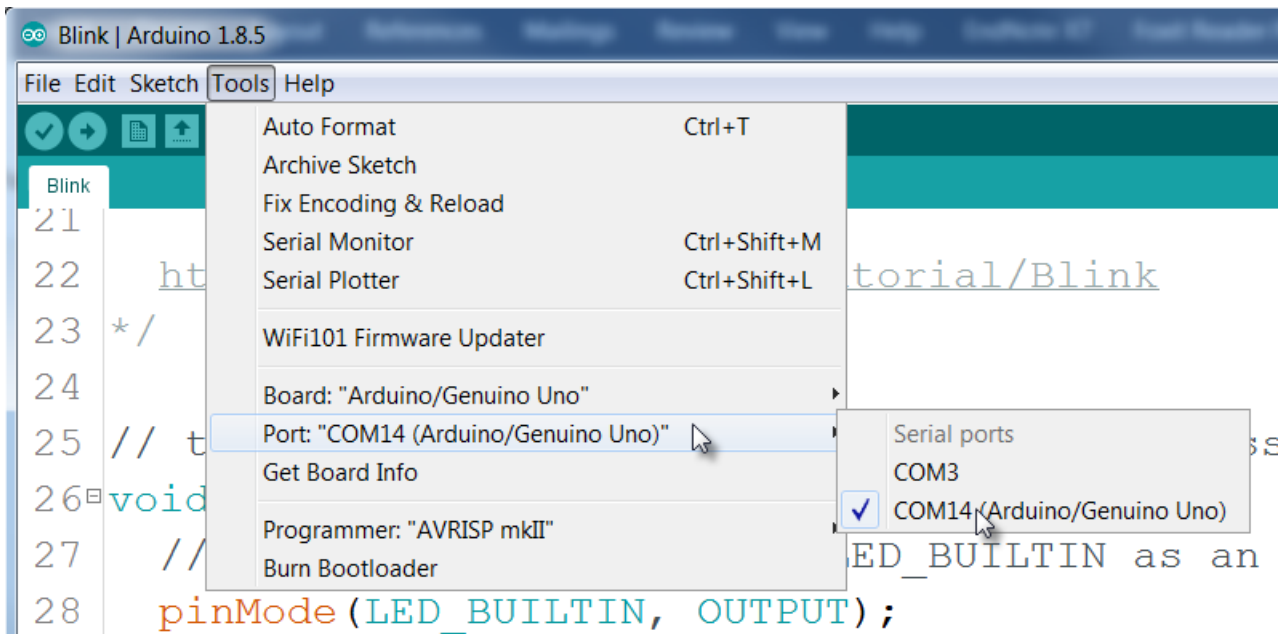 Blink | Arduino 1.8.5
File Edit Sketch Tools Help
Auto Format Ctrl+T
Archive Sketch
Blink
Fix Encoding & Reload
21
Serial Monitor Ctrl+Shift+M
22 ht torial/Blink
Serial Plotter Ctrl+Shift+L
23 */
WiFi101 Firmware Updater
24
Board: "Arduino/Genuino Uno"
25 // t ss
Port: "COM14 (Arduino/Genuino Uno)"
Serial ports
Get Board Info
COM3
26 void
COM14 (Arduino/Genuino Uno)
Programmer: "AVRISP mkII"
27 // LED_BUILTIN as an
Burn Bootloader
28 pinMode(LED_BUILTIN, OUTPUT);